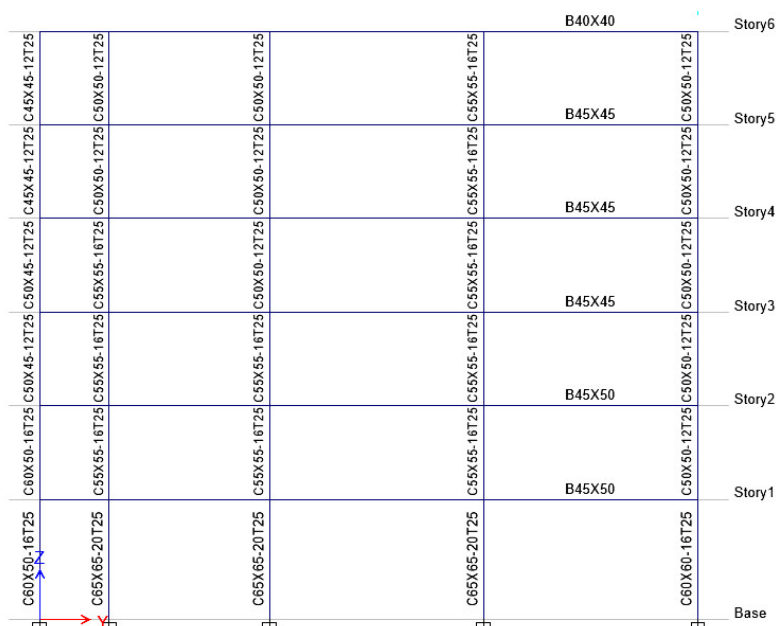 B40X40
Story6
C45X45-12T25
C50X50-12T25
C50X50-12T25
C55X55-16T25
C50X50-12T25
B45X45
Story5
C45X45-12T25
C50X50-12T25
C50X50-12T25
C55X55-16T25
C50X50-12T25
B45X45
Story4
C50X45-12T25
C55X55-16T25
C50X50-12T25
C55X55-16T25
C50X50-12T25
B45X45
Story3
C50X45-12T25
C55X55-16T25
C55X55-16T25
C55X55-16T25
C50X50-12T25
B45X50
Story2
C60X50-16T25
C55X55-16T25
C55X55-16T25
C55X55-16T25
C50X50-12T25
B45X50
Story1
C60X50-16T25
C65X65-20T25
C65X65-20T25
C65X65-20T25
C60X60-16T25
Z
Y
Base